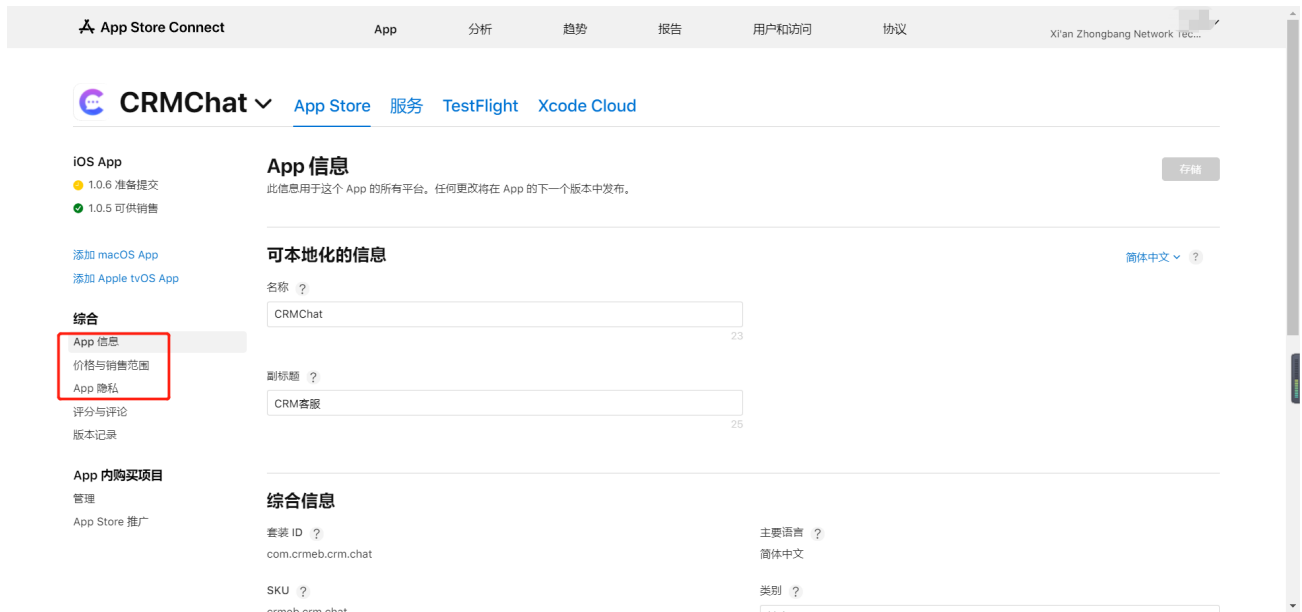 App Store Connect App 分析 趋势 报告 用户和访问 协议
Xi'an Zhongbang Network Tec...
CRMChat App Store 服务 TestFlight Xcode Cloud
iOS App
1.0.6 准备提交
1.0.5 可供销售
添加 macOS App
添加 Apple tvOS App
综合
App 信息
价格与销售范围
App 隐私
评分与评论
版本记录
App 内购买项目
管理
App Store 推广
App 信息
存储
此信息用于这个 App 的所有平台。任何更改将在 App 的下一个版本中发布。
可本地化的信息
简体中文 ?
名称 ?
CRMChat
23
副标题 ?
CRM客服
25
综合信息
套装 ID ?
com.crmeb.crm.chat
主要语言 ?
简体中文
SKU ?
crmeb.crm.chat
类别 ?